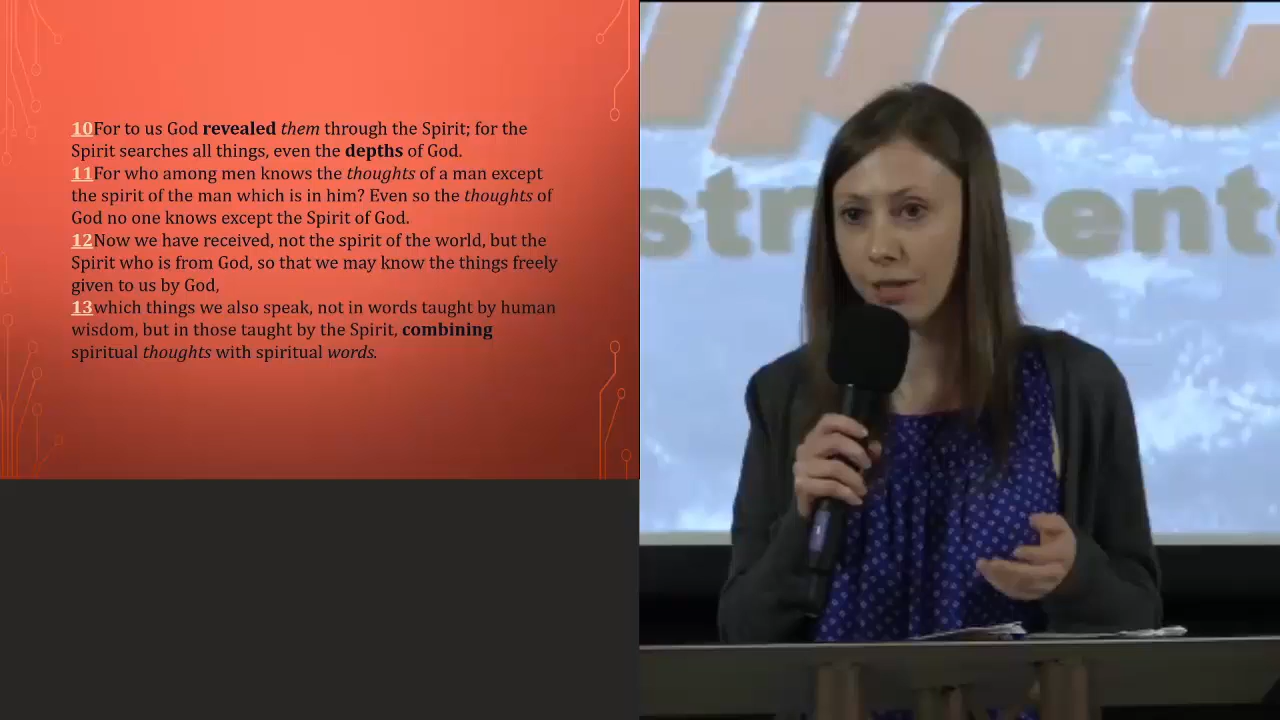 10For to us God revealed them through the Spirit; for the
Spirit searches all things, even the depths of God.
11For who among men knows the thoughts of a man except
the spirit of the man which is in him? Even so the thoughts of
God no one knows except the Spirit of God.
12Now we have received, not the spirit of the world, but the
Spirit who is from God, so that we may know the things freely
given to us by God,
13which things we also speak, not in words taught by human
wisdom, but in those taught by the Spirit, combining
spiritual thoughts with spiritual words.